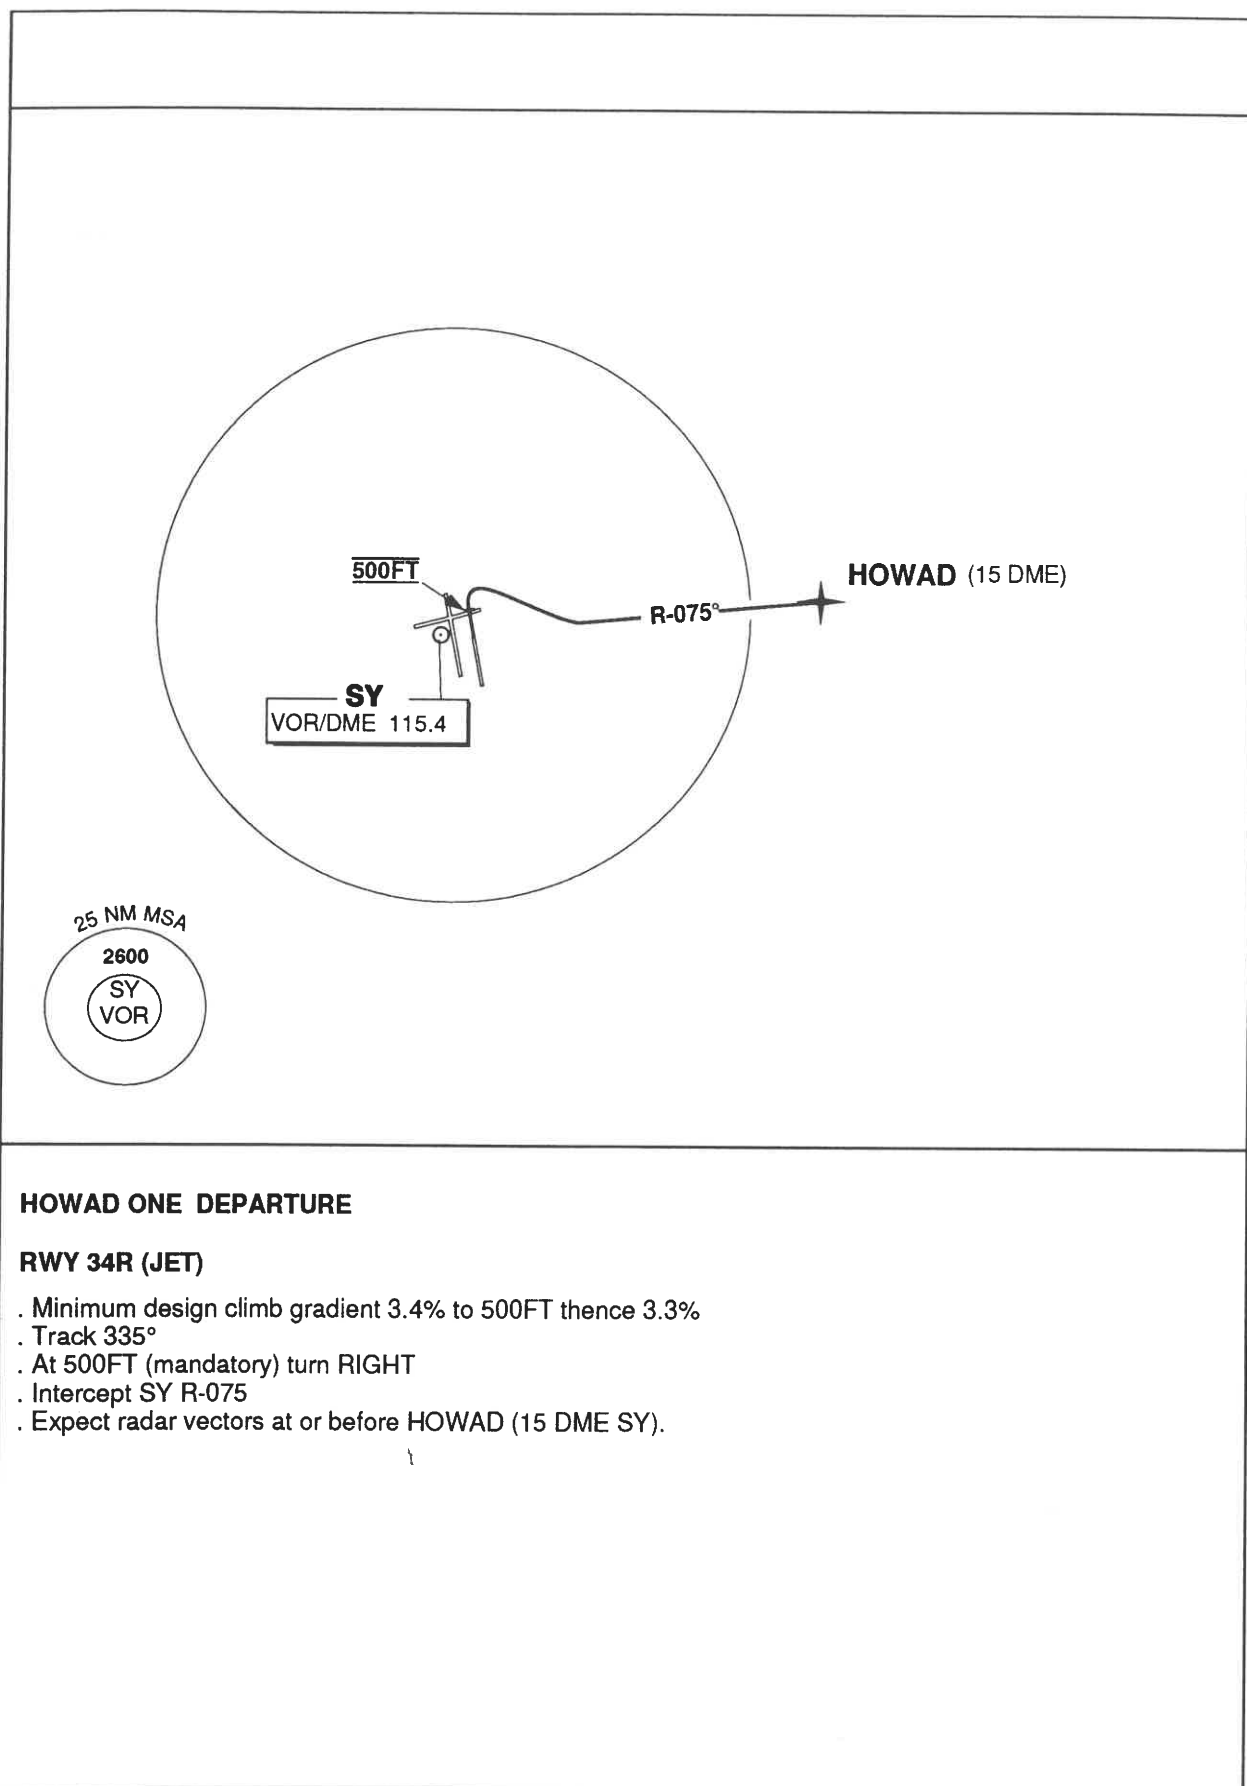 500FT
HOWAD (15 DME)
R-075°
SY
VOR/DME 115.4
25 NM MSA
2600
SY
VOR
HOWAD ONE DEPARTURE
RWY 34R (JET)
. Minimum design climb gradient 3.4% to 500FT thence 3.3%
. Track 335°
. At 500FT (mandatory) turn RIGHT
. Intercept SY R-075
. Expect radar vectors at or before HOWAD (15 DME SY).